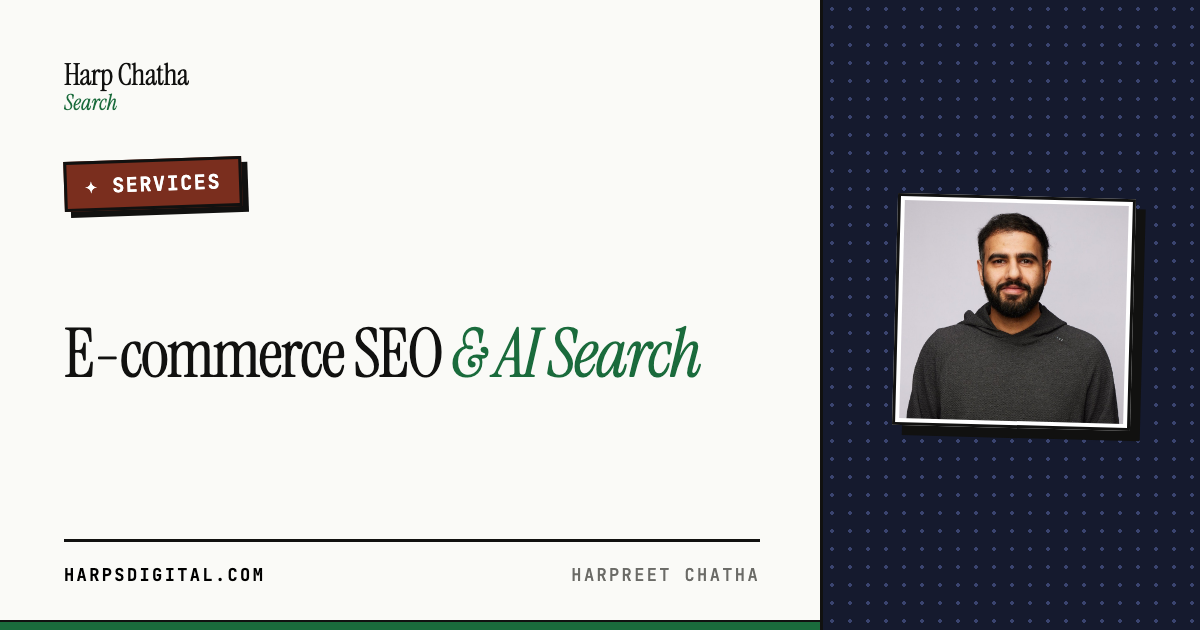 Harp Chatha
Search
✦ SERVICES
E-commerce SEO & AI Search
HARPSDIGITAL.COM
HARPREET CHATHA